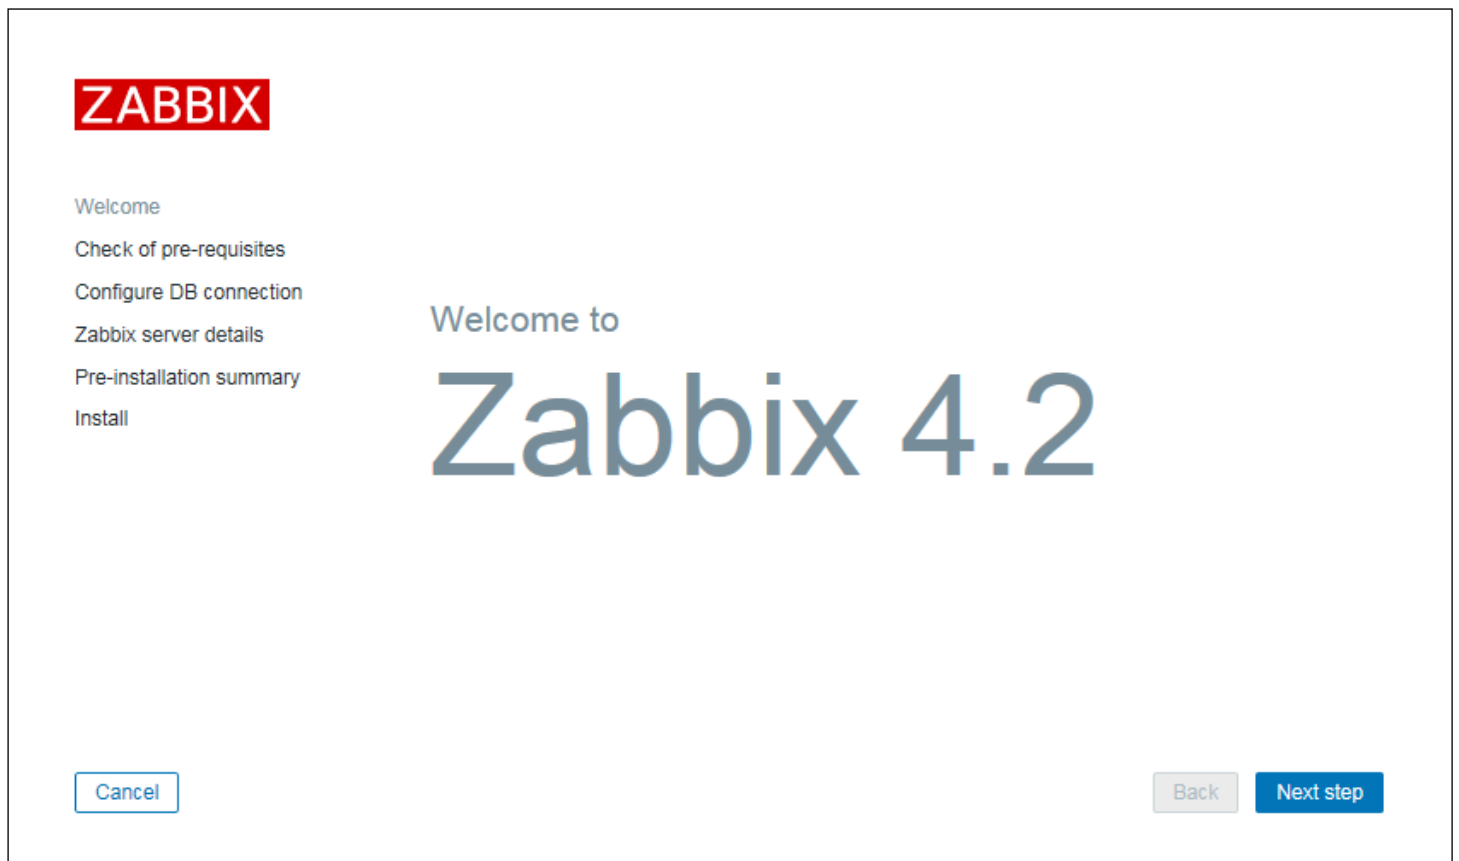 ZABBIX
Welcome
Check of pre-requisites
Configure DB connection
Zabbix server details
Pre-installation summary
Install
Welcome to
Zabbix 4.2
Cancel
Back
Next step